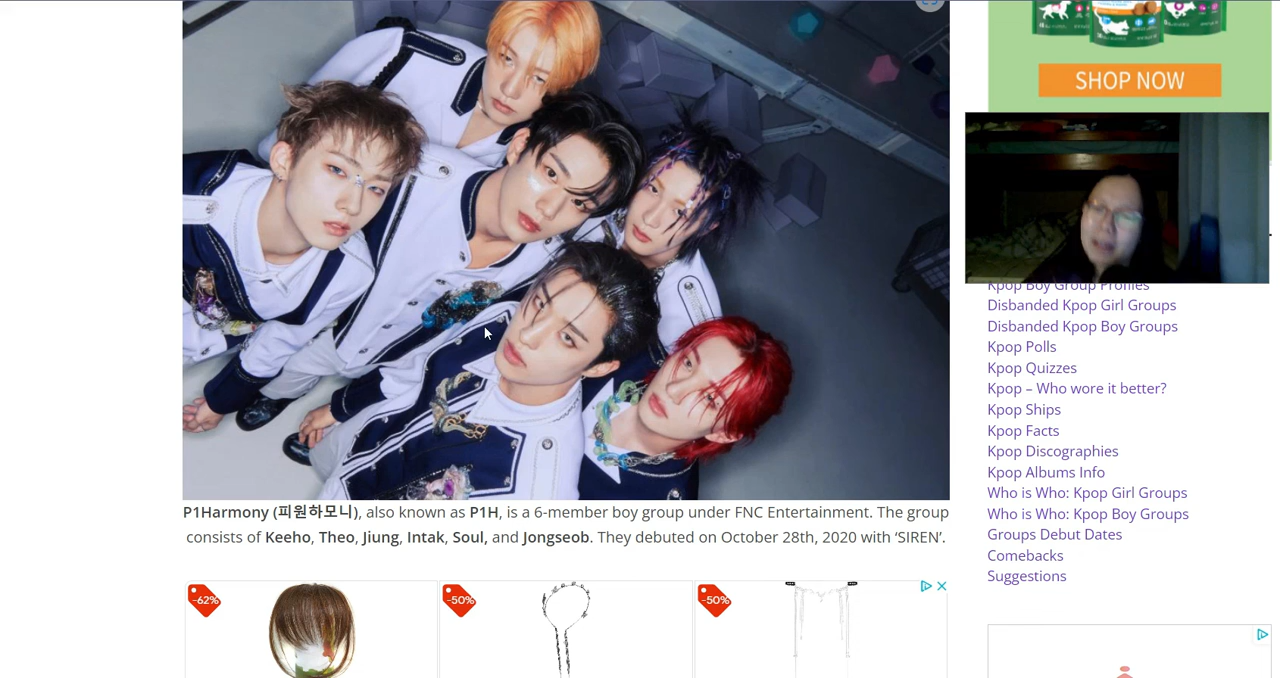 SHOP NOW
Kpop Boy Group Profiles
Disbanded Kpop Girl Groups
Disbanded Kpop Boy Groups
Kpop Polls
Kpop Quizzes
Kpop – Who wore it better?
Kpop Ships
Kpop Facts
Kpop Discographies
Kpop Albums Info
Who is Who: Kpop Girl Groups
Who is Who: Kpop Boy Groups
Groups Debut Dates
Comebacks
Suggestions
P1Harmony (피원하모니), also known as P1H, is a 6-member boy group under FNC Entertainment. The group
consists of Keeho, Theo, Jiung, Intak, Soul, and Jongseob. They debuted on October 28th, 2020 with ‘SIREN’.
-62%
-50%
-50%